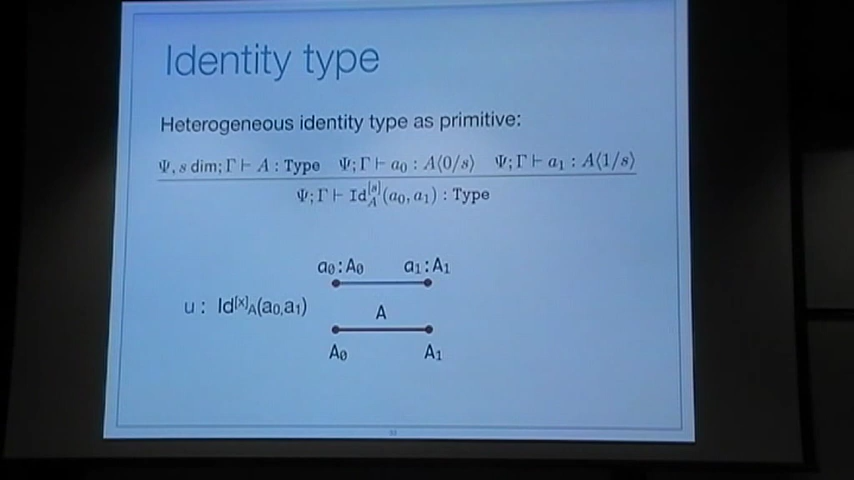 Identity type
Heterogeneous identity type as primitive:
Ψ, s dim; Γ ⊢ A : Type Ψ; Γ ⊢ a₀ : A⟨0/s⟩ Ψ; Γ ⊢ a₁ : A⟨1/s⟩
Ψ; Γ ⊢ Id_A^[s](a₀, a₁) : Type
a₀:A₀ a₁:A₁
u : Id^[x]_A(a₀,a₁)
A
A₀ A₁